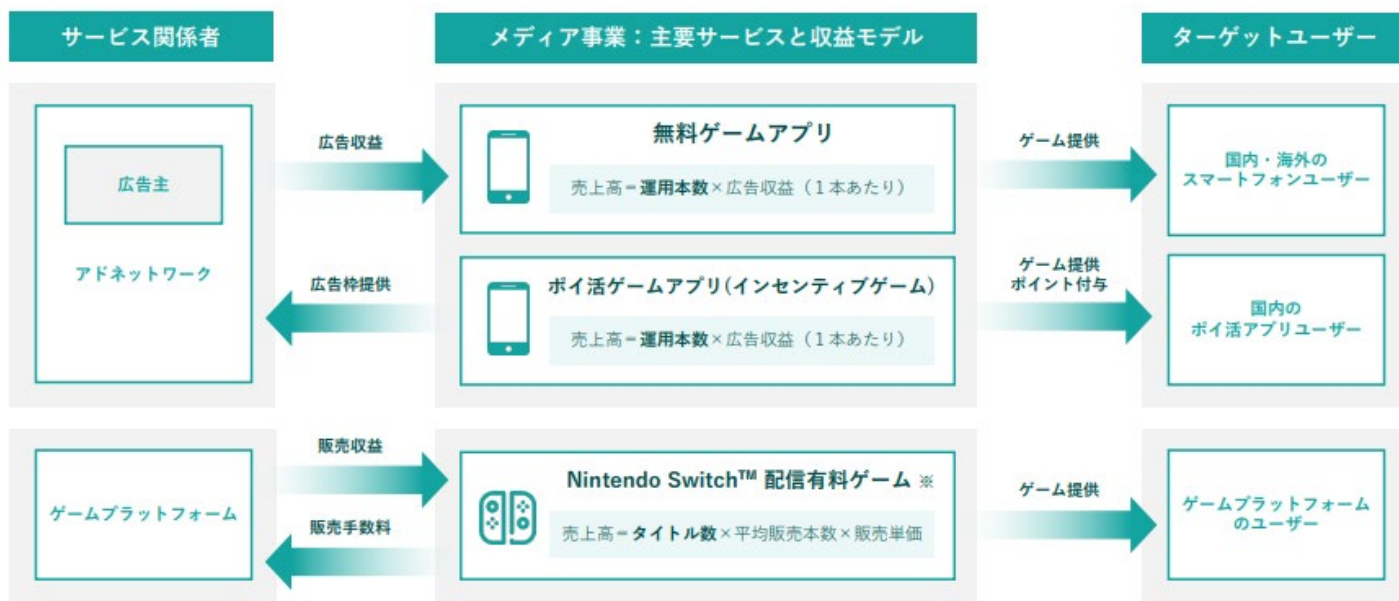 サービス関係者
メディア事業：主要サービスと収益モデル
ターゲットユーザー
広告主
アドネットワーク
広告収益
広告枠提供
無料ゲームアプリ
売上高＝運用本数×広告収益（１本あたり）
ポイ活ゲームアプリ(インセンティブゲーム)
売上高＝運用本数×広告収益（１本あたり）
ゲーム提供
ゲーム提供
ポイント付与
国内・海外の
スマートフォンユーザー
国内の
ポイ活アプリユーザー
ゲームプラットフォーム
販売収益
販売手数料
Nintendo Switch™ 配信有料ゲーム ※
売上高＝タイトル数×平均販売本数×販売単価
ゲーム提供
ゲームプラットフォーム
のユーザー